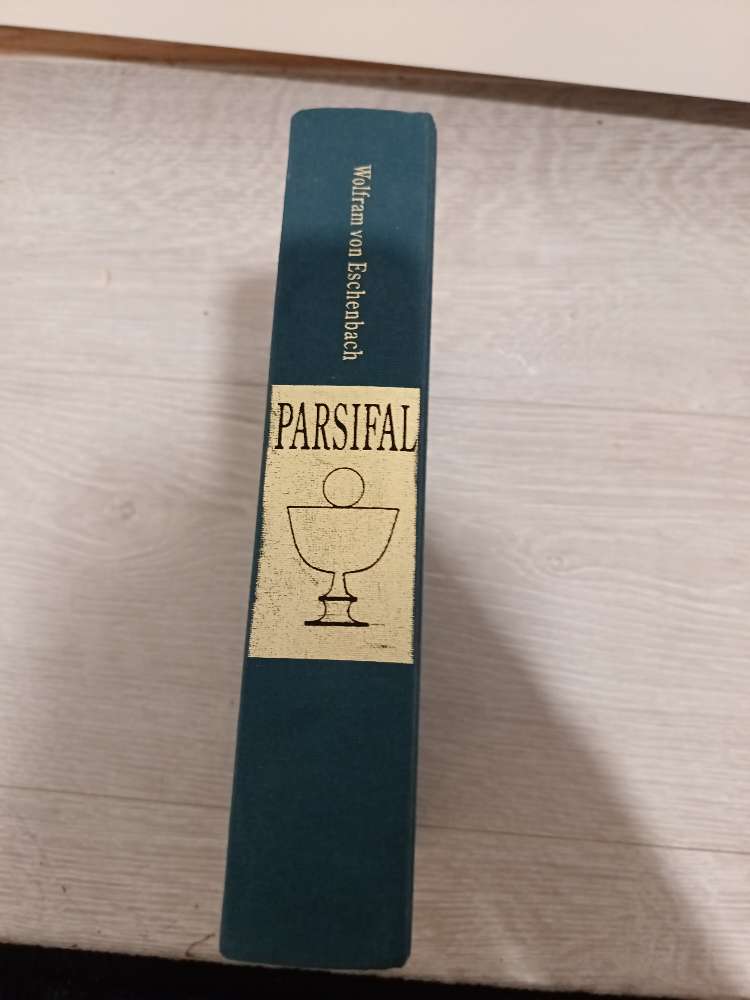 Wolfram von Eschenbach
PARSIFAL